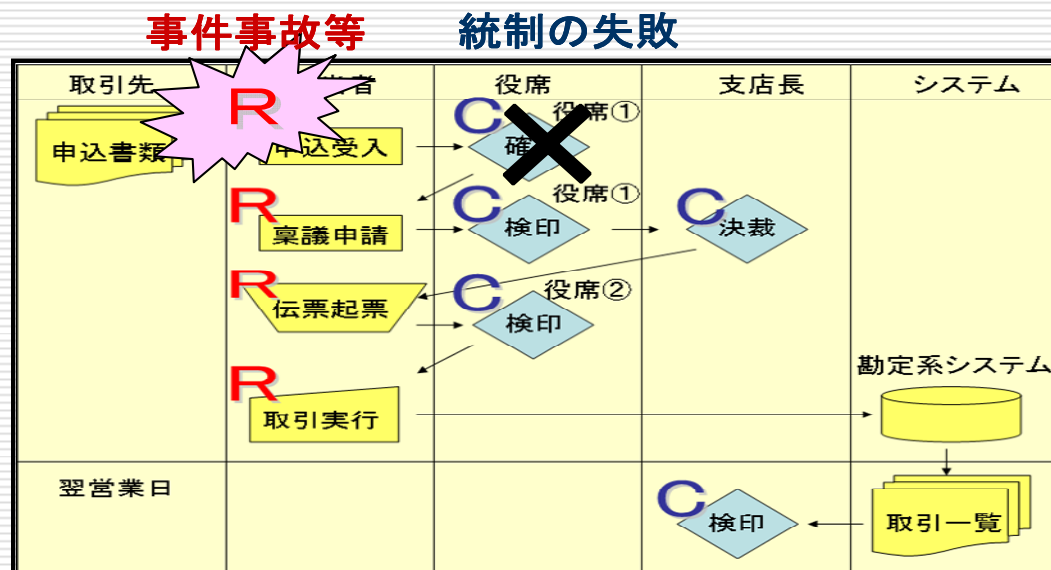 事件事故等 統制の失敗
取引先 当者 役席 支店長 システム
R
C 役席①
申込書類 申込受入 確
R C 役席① C
稟議申請 検印 決裁
R C 役席②
伝票起票 検印
勘定系システム
R
取引実行
翌営業日
C
検印 取引一覧